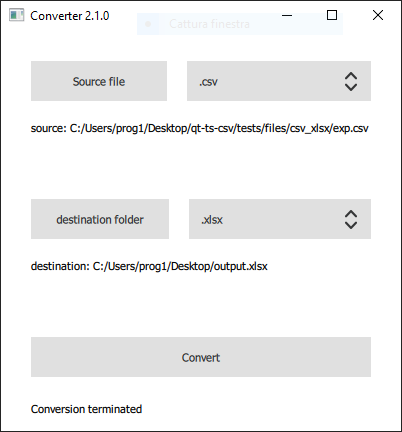 Converter 2.1.0
Cattura finestra
Source file
.csv
source: C:/Users/prog1/Desktop/qt-ts-csv/tests/files/csv_xlsx/exp.csv
destination folder
.xlsx
destination: C:/Users/prog1/Desktop/output.xlsx
Convert
Conversion terminated